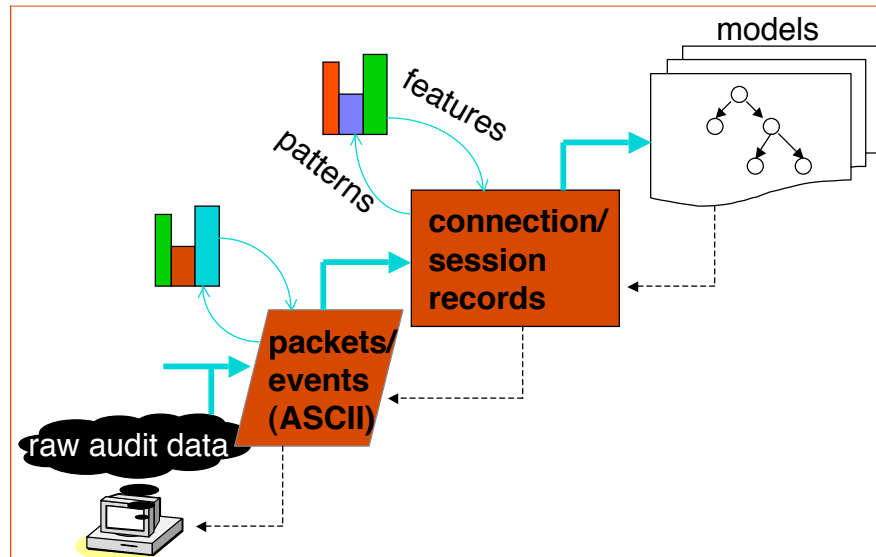 models
features
patterns
connection/
session
records
packets/
events
(ASCII)
raw audit data